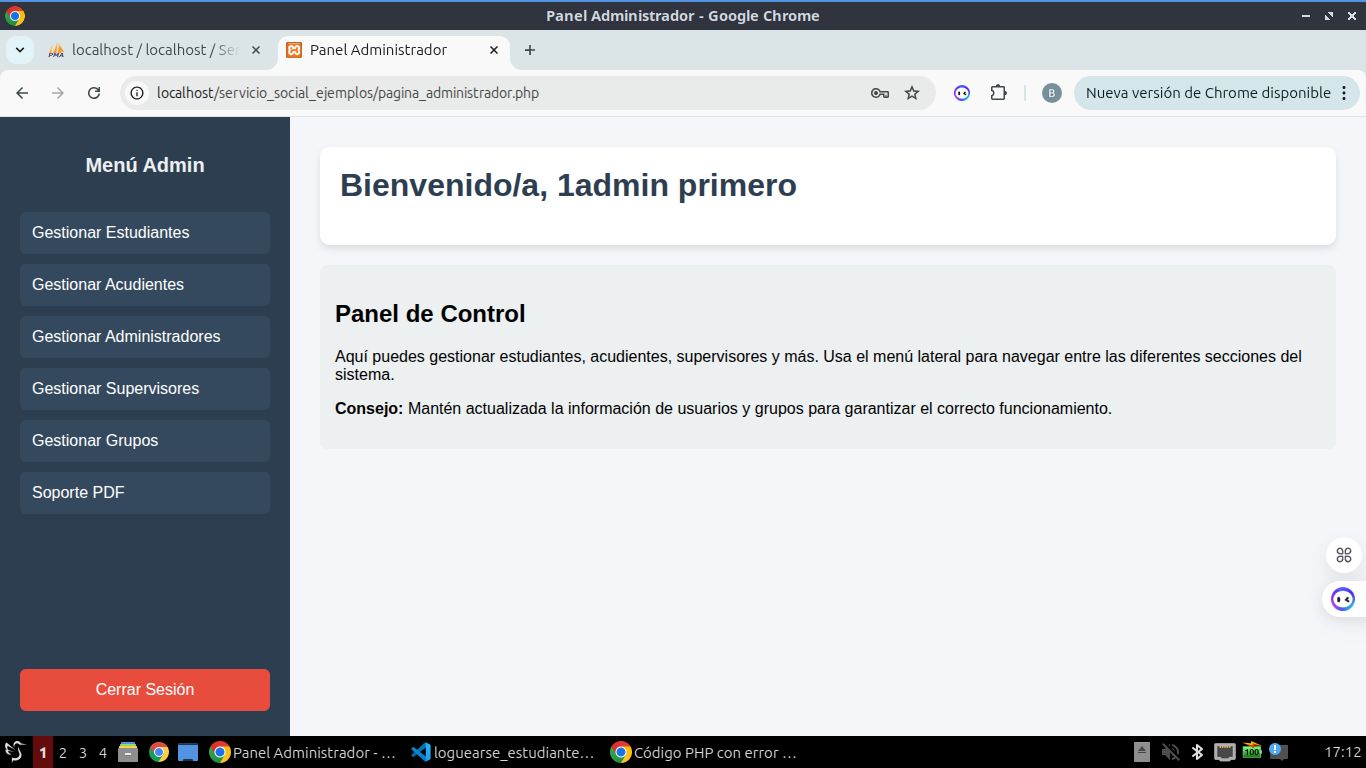 Panel Administrador - Google Chrome
localhost / localhost / Ser
Panel Administrador
localhost/servicio_social_ejemplos/pagina_administrador.php
B
Nueva versión de Chrome disponible
Menú Admin
Gestionar Estudiantes
Gestionar Acudientes
Gestionar Administradores
Gestionar Supervisores
Gestionar Grupos
Soporte PDF
Cerrar Sesión
Bienvenido/a, 1admin primero
Panel de Control
Aquí puedes gestionar estudiantes, acudientes, supervisores y más. Usa el menú lateral para navegar entre las diferentes secciones del
sistema.
Consejo: Mantén actualizada la información de usuarios y grupos para garantizar el correcto funcionamiento.
1 2 3 4 Panel Administrador - ... loguearse_estudiante... Código PHP con error ... 100 17:12